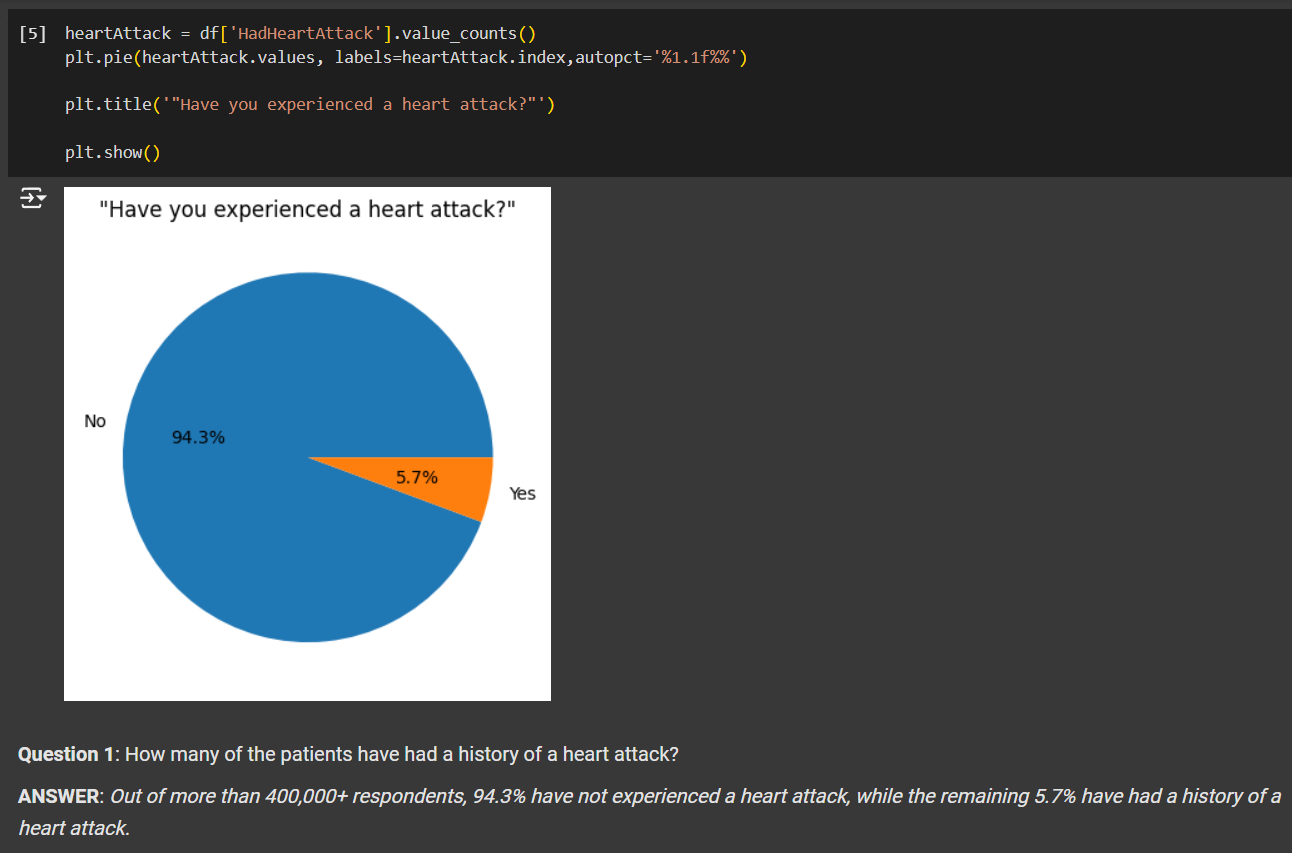 [5] heartAttack = df['HadHeartAttack'].value_counts()
plt.pie(heartAttack.values, labels=heartAttack.index,autopct='%1.1f%%')
plt.title('"Have you experienced a heart attack?"')
plt.show()
"Have you experienced a heart attack?"
No
94.3%
5.7%
Yes
Question 1: How many of the patients have had a history of a heart attack?
ANSWER: Out of more than 400,000+ respondents, 94.3% have not experienced a heart attack, while the remaining 5.7% have had a history of a
heart attack.